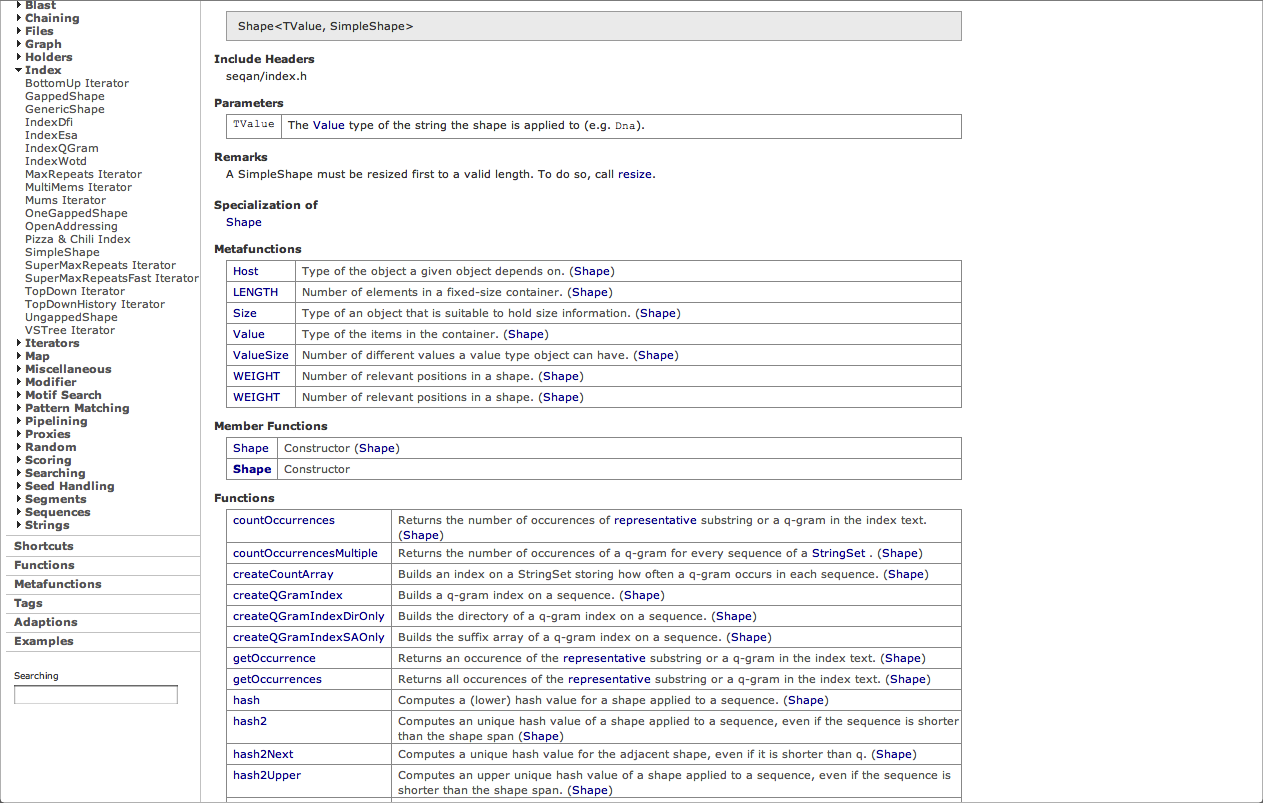 Blast
Chaining
Files
Graph
Holders
Index
BottomUp Iterator
GappedShape
GenericShape
IndexDfi
IndexEsa
IndexQGram
IndexWotd
MaxRepeats Iterator
MultiMems Iterator
Mums Iterator
OneGappedShape
OpenAddressing
Pizza & Chili Index
SimpleShape
SuperMaxRepeats Iterator
SuperMaxRepeatsFast Iterator
TopDown Iterator
TopDownHistory Iterator
UngappedShape
VSTree Iterator
Iterators
Map
Miscellaneous
Modifier
Motif Search
Pattern Matching
Pipelining
Proxies
Random
Scoring
Searching
Seed Handling
Segments
Sequences
Strings
Shortcuts
Functions
Metafunctions
Tags
Adaptions
Examples
Searching
Shape<TValue, SimpleShape>
Include Headers
seqan/index.h
Parameters
TValue The Value type of the string the shape is applied to (e.g. Dna).
Remarks
A SimpleShape must be resized first to a valid length. To do so, call resize.
Specialization of
Shape
Metafunctions
Host Type of the object a given object depends on. (Shape)
LENGTH Number of elements in a fixed-size container. (Shape)
Size Type of an object that is suitable to hold size information. (Shape)
Value Type of the items in the container. (Shape)
ValueSize Number of different values a value type object can have. (Shape)
WEIGHT Number of relevant positions in a shape. (Shape)
WEIGHT Number of relevant positions in a shape. (Shape)
Member Functions
Shape Constructor (Shape)
Shape Constructor
Functions
countOccurrences Returns the number of occurences of representative substring or a q-gram in the index text.
(Shape)
countOccurrencesMultiple Returns the number of occurences of a q-gram for every sequence of a StringSet . (Shape)
createCountArray Builds an index on a StringSet storing how often a q-gram occurs in each sequence. (Shape)
createQGramIndex Builds a q-gram index on a sequence. (Shape)
createQGramIndexDirOnly Builds the directory of a q-gram index on a sequence. (Shape)
createQGramIndexSAOnly Builds the suffix array of a q-gram index on a sequence. (Shape)
getOccurrence Returns an occurence of the representative substring or a q-gram in the index text. (Shape)
getOccurrences Returns all occurences of the representative substring or a q-gram in the index text. (Shape)
hash Computes a (lower) hash value for a shape applied to a sequence. (Shape)
hash2 Computes an unique hash value of a shape applied to a sequence, even if the sequence is shorter
than the shape span (Shape)
hash2Next Computes a unique hash value for the adjacent shape, even if it is shorter than q. (Shape)
hash2Upper Computes an upper unique hash value of a shape applied to a sequence, even if the sequence is
shorter than the shape span. (Shape)